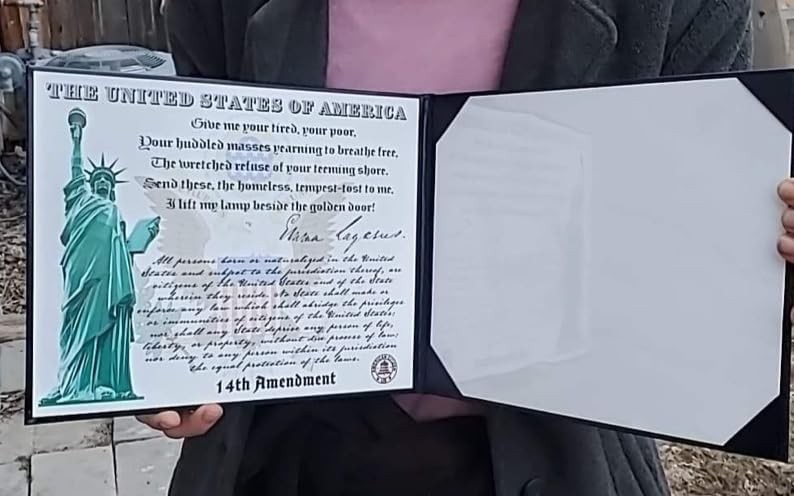 THE UNITED STATES OF AMERICA
Give me your tired, your poor,
Your huddled masses yearning to breathe free,
The wretched refuse of your teeming shore.
Send these, the homeless, tempest-tost to me,
I lift my lamp beside the golden door!
Emma Lazarus.
All persons born or naturalized in the United
States and subject to the jurisdiction thereof, are
citizens of the United States and of the State
wherein they reside. No State shall make or
enforce any law which shall abridge the privileges
or immunities of citizens of the United States;
nor shall any State deprive any person of life,
liberty, or property, without due process of law;
nor deny to any person within its jurisdiction
the equal protection of the laws.
14th Amendment